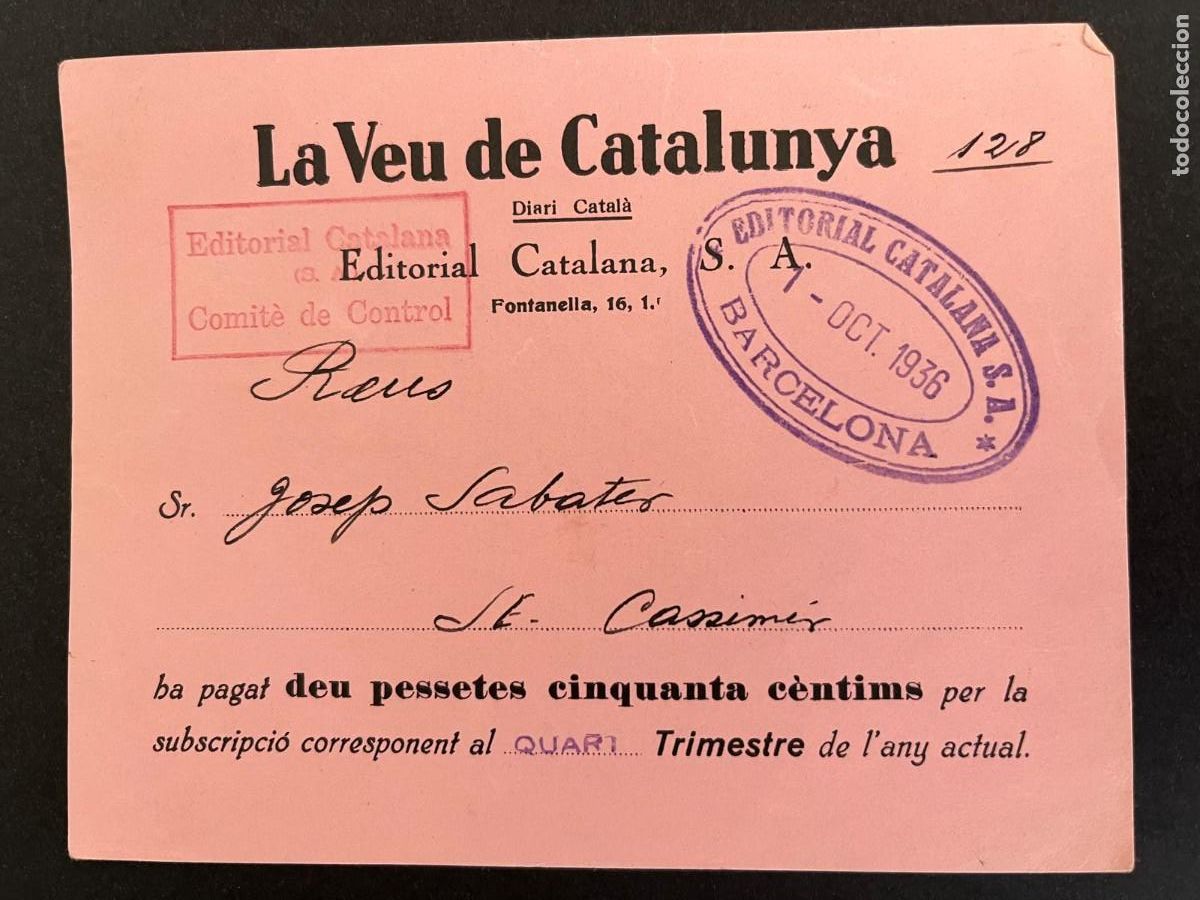 La Veu de Catalunya
128
Diari Català
Editorial Catalana, S. A.
Fontanella, 16, 1.r
Editorial Catalana
(S. A.
Comitè de Control
EDITORIAL CATALANA S. A.
1 - OCT. 1936
BARCELONA
Reus
Sr. Josep Sabater
St. Cassimir
ha pagat deu pessetes cinquanta cèntims per la
subscripció corresponent al QUART Trimestre de l'any actual.
todocoleccion